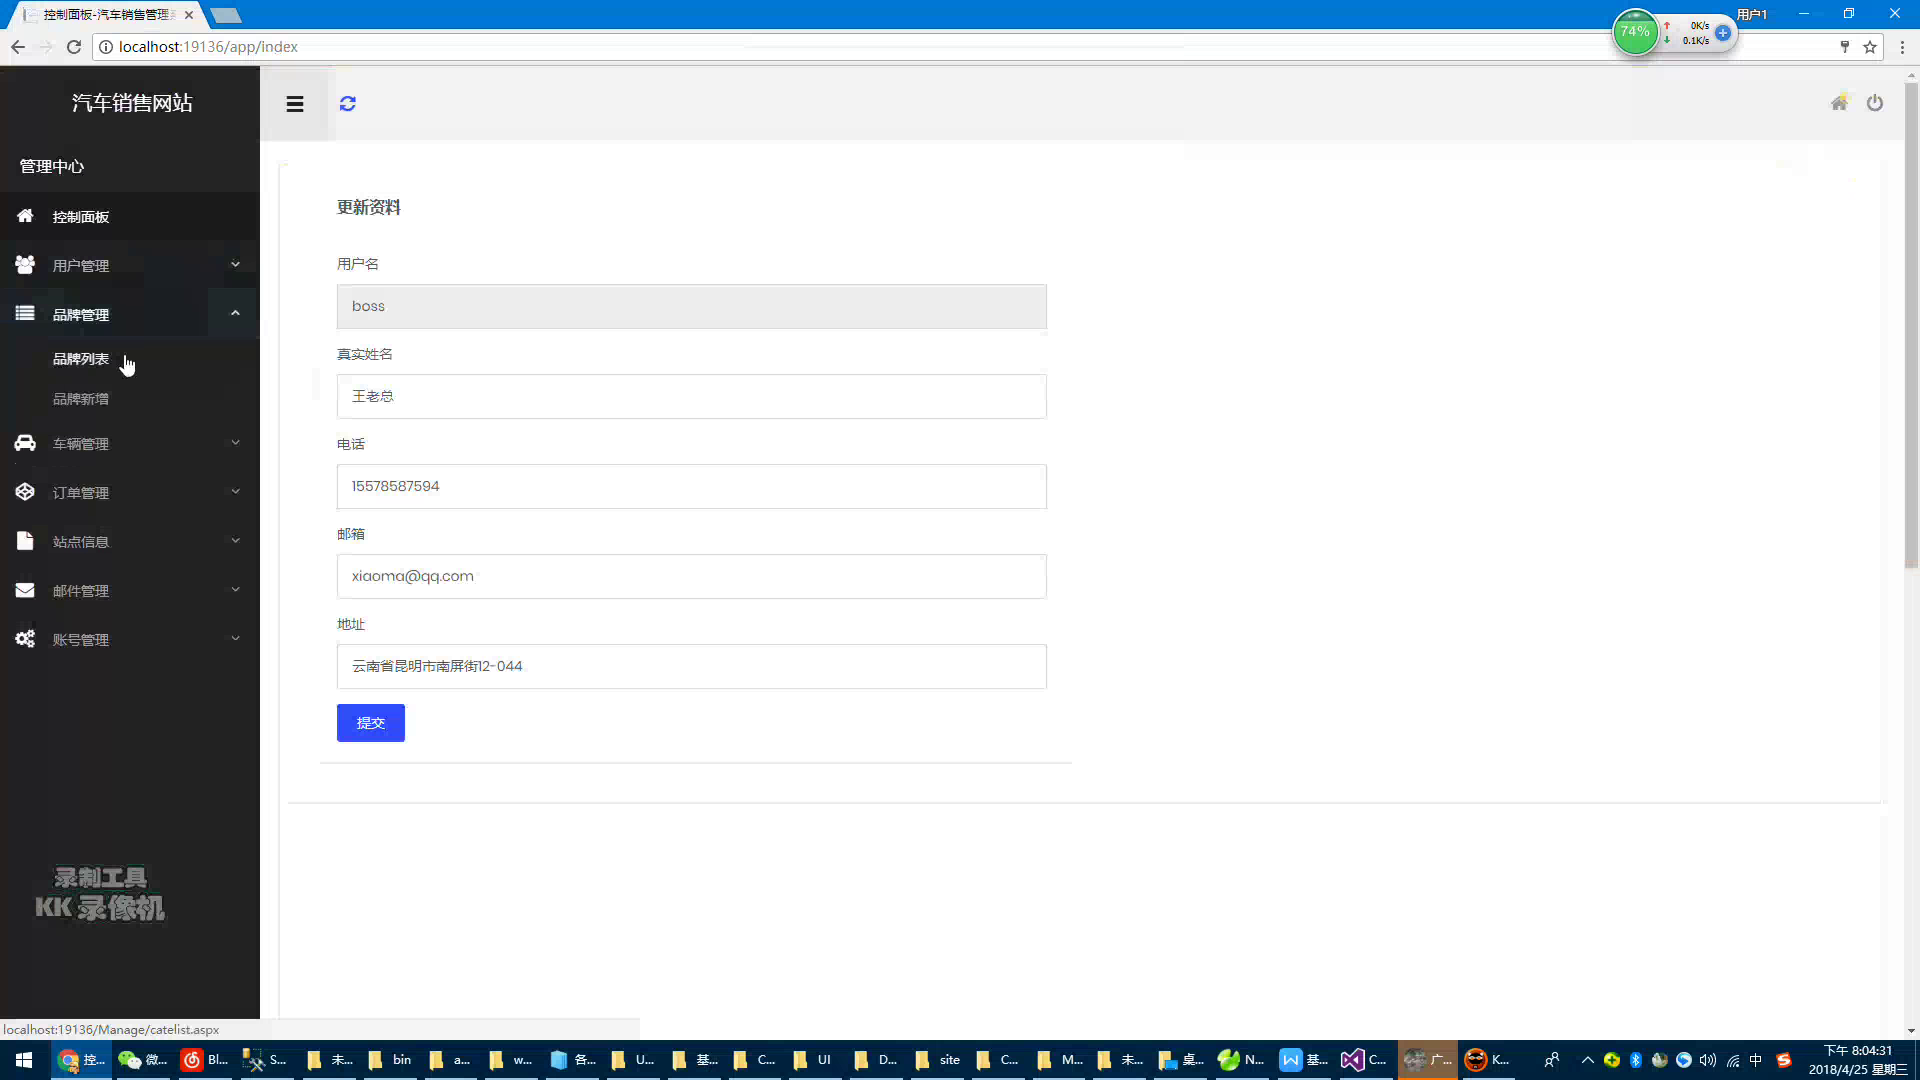 控制面板-汽车销售管理
用户1
localhost:19136/app/index
74%
0K/s
0.1K/s
汽车销售网站
管理中心
控制面板
用户管理
品牌管理
品牌列表
品牌新增
车辆管理
订单管理
站点信息
邮件管理
账号管理
更新资料
用户名
boss
真实姓名
王老总
电话
15578587594
邮箱
xiaoma@qq.com
地址
云南省昆明市南屏街12-044
提交
录制工具
KK 录像机
localhost:19136/Manage/catelist.aspx
控... 微... Bl... S... 未... bin a... w... 各... U... 基... C... UI D... site C... M... 未... 桌... N... 基... C... 广... K... 中
下午 8:04:31
2018/4/25 星期三